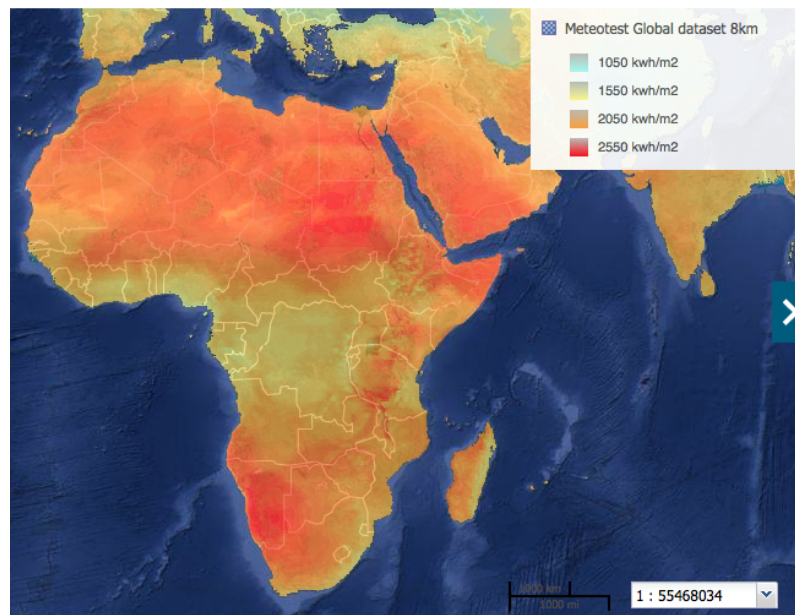 Meteotest Global dataset 8km
1050 kwh/m2
1550 kwh/m2
2050 kwh/m2
2550 kwh/m2
1000 km
1000 mi
1 : 55468034